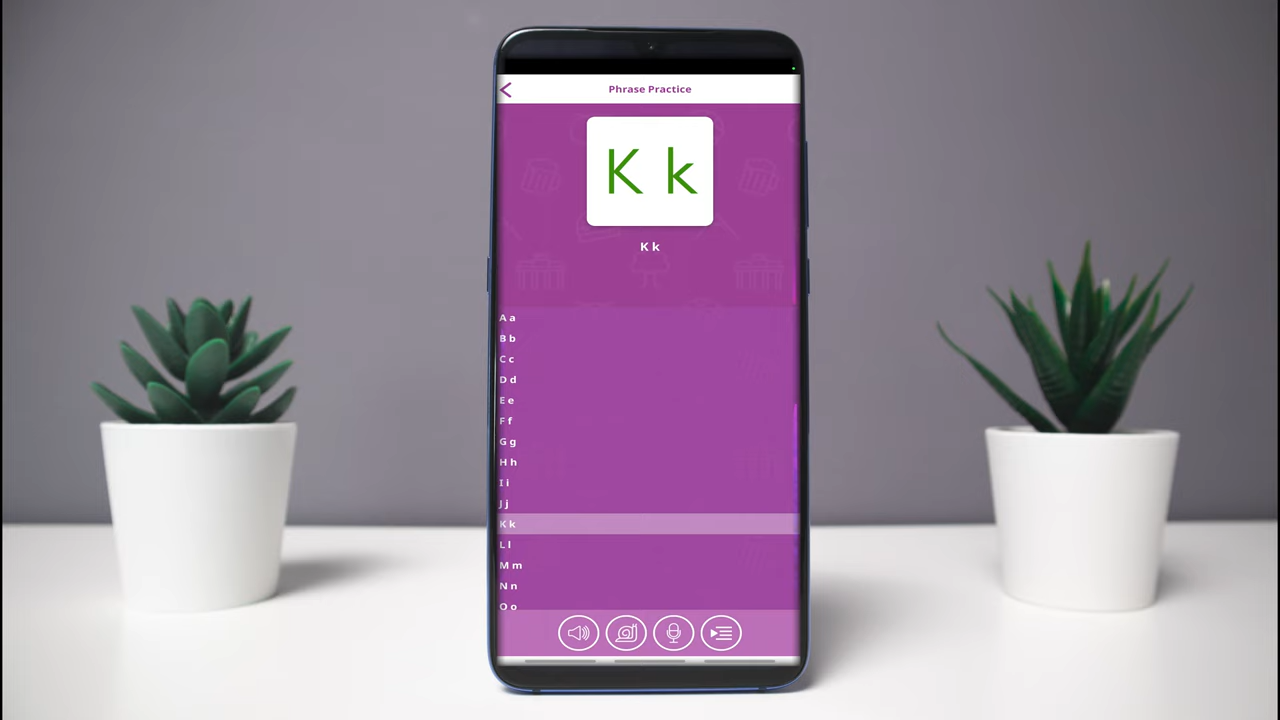 Phrase Practice
K k
K k
A a
B b
C c
D d
E e
F f
G g
H h
I i
J j
K k
L l
M m
N n
O o